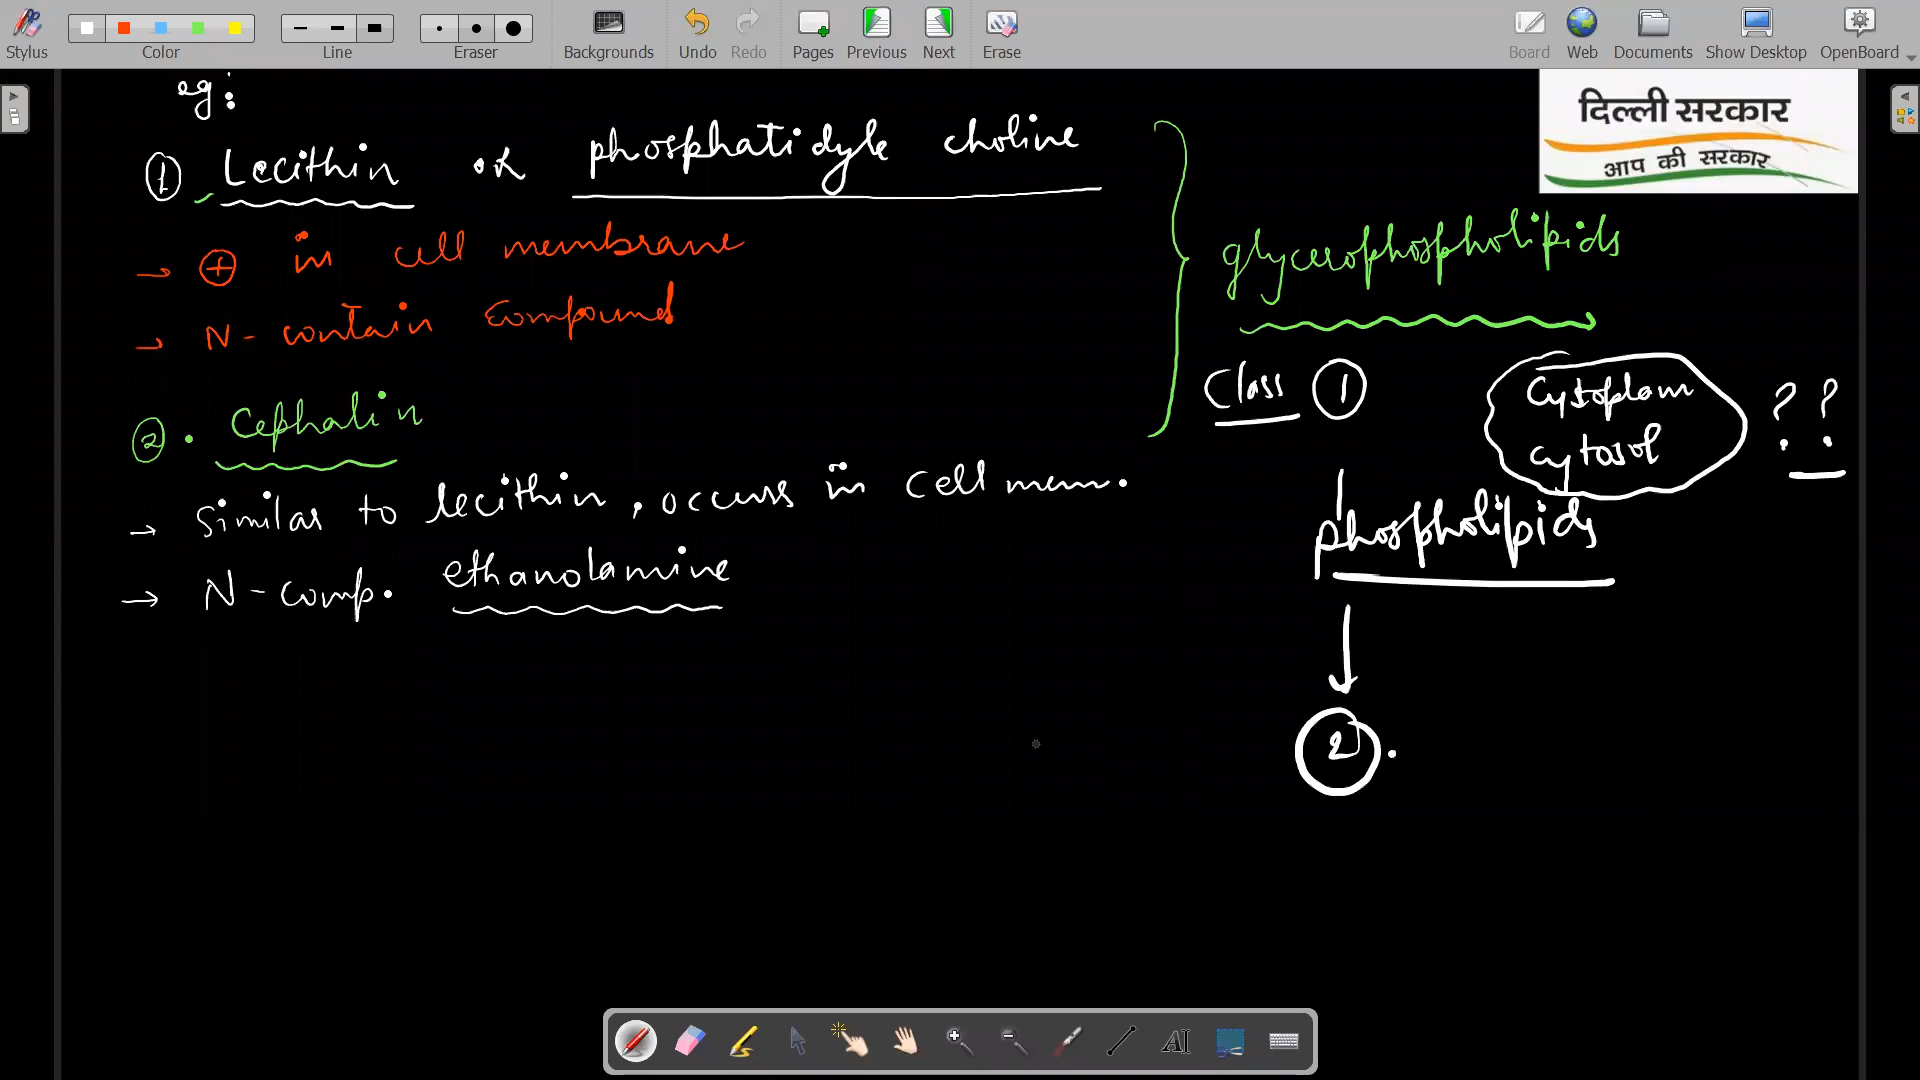 Stylus
Color
Line
Eraser
Backgrounds
Undo
Redo
Pages
Previous
Next
Erase
Board
Web
Documents
Show Desktop
OpenBoard
दिल्ली सरकार
आप की सरकार
eg:
① Lecithin or phosphatidyle choline
→ ⊕ in cell membrane
→ N- contain compound
② . Cephalin
→ Similar to lecithin, occurs in cell mem.
→ N-comp. ethanolamine
glycerophospholipids
Class ①
Cytoplasm
cytosol
? ?
phospholipids
② .